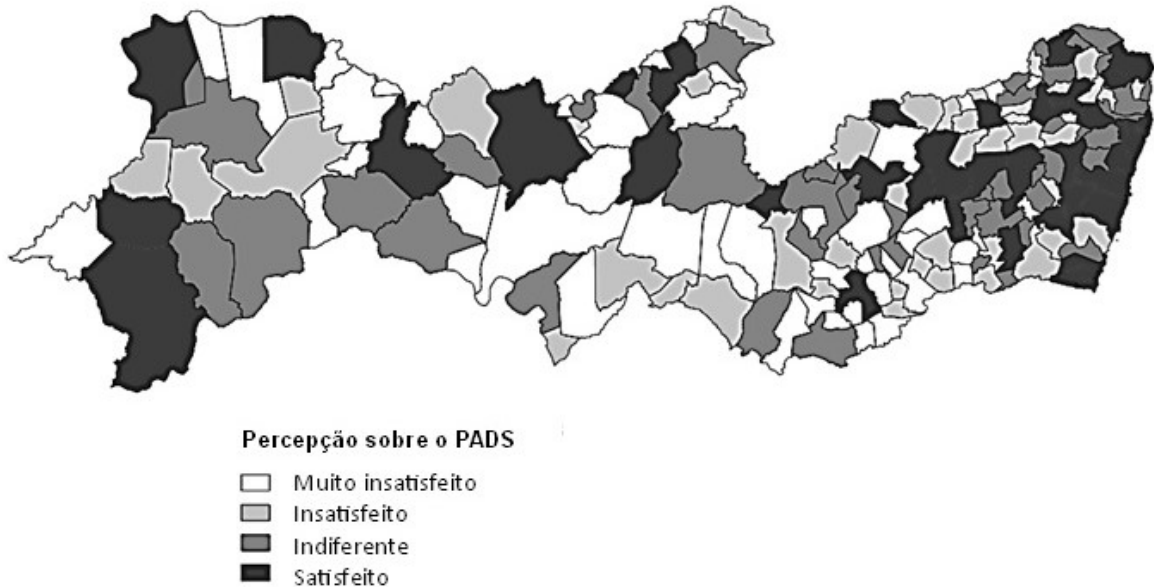 Percepção sobre o PADS
Muito insatisfeito
Insatisfeito
Indiferente
Satisfeito